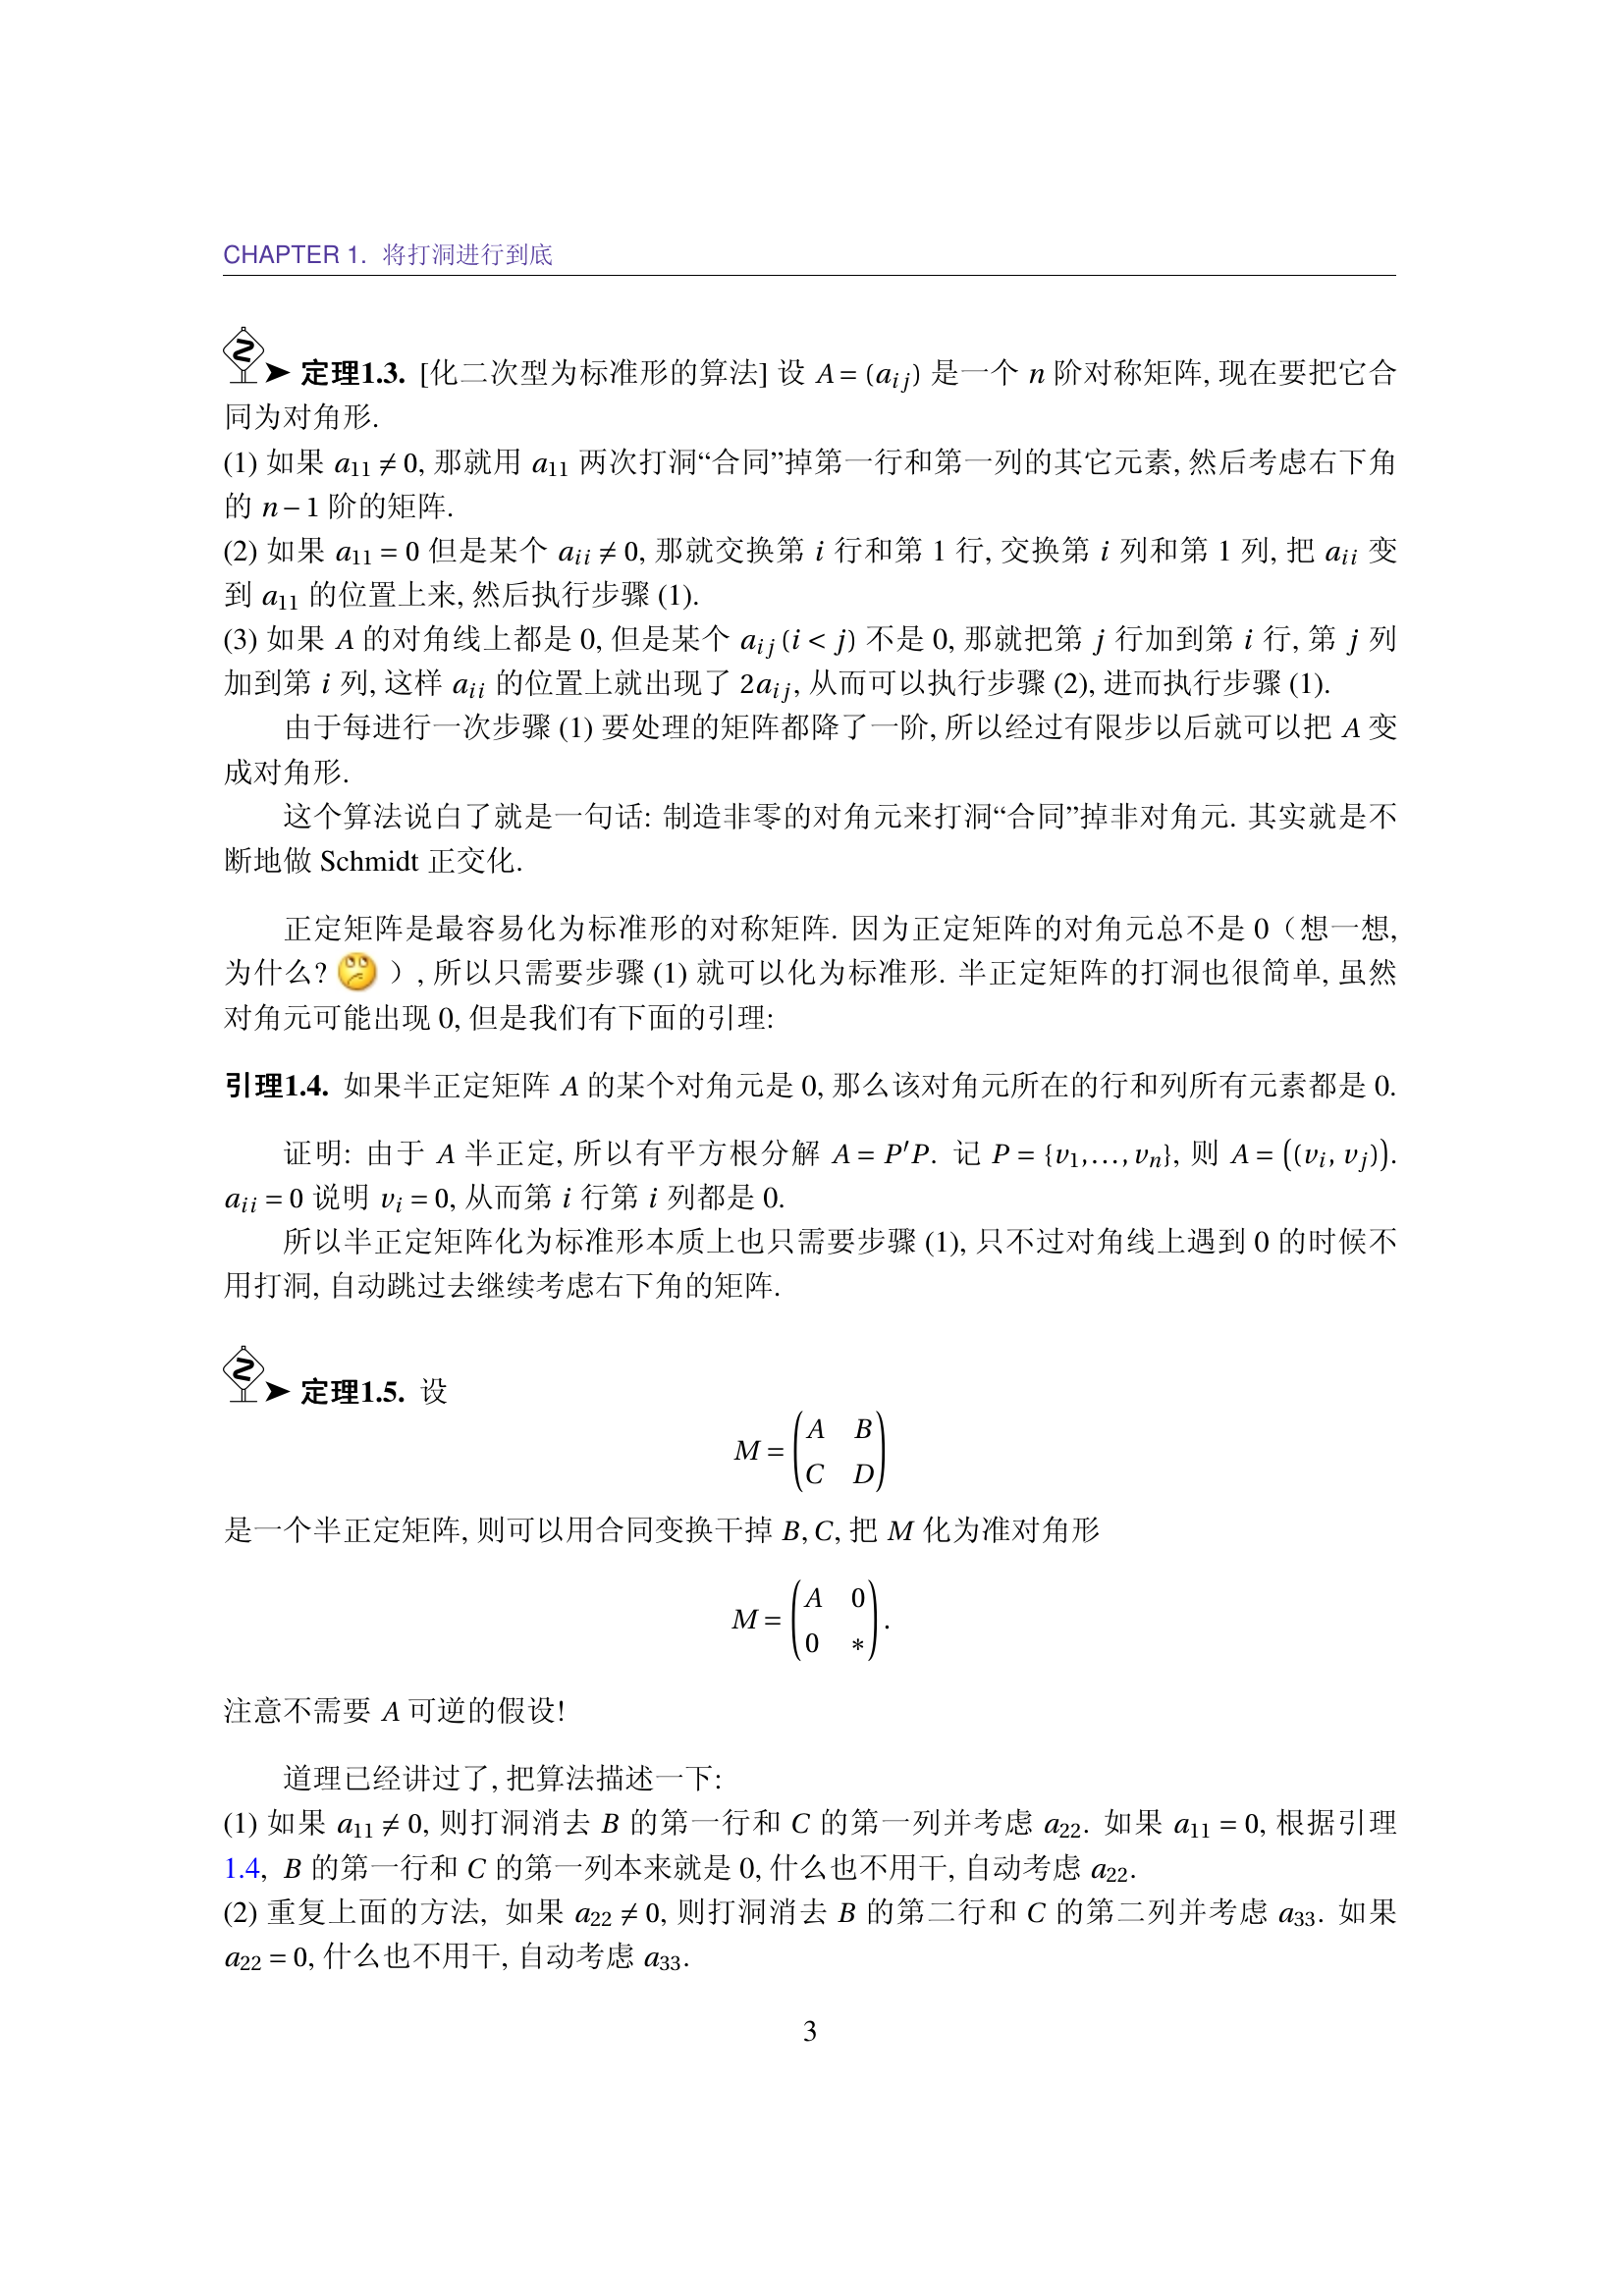 CHAPTER 1. 将打洞进行到底
➤ 定理1.3. [化二次型为标准形的算法] 设 A = (a_{ij}) 是一个 n 阶对称矩阵, 现在要把它合
同为对角形.
(1) 如果 a_{11} ≠ 0, 那就用 a_{11} 两次打洞“合同”掉第一行和第一列的其它元素, 然后考虑右下角
的 n − 1 阶的矩阵.
(2) 如果 a_{11} = 0 但是某个 a_{ii} ≠ 0, 那就交换第 i 行和第 1 行, 交换第 i 列和第 1 列, 把 a_{ii} 变
到 a_{11} 的位置上来, 然后执行步骤 (1).
(3) 如果 A 的对角线上都是 0, 但是某个 a_{ij} (i < j) 不是 0, 那就把第 j 行加到第 i 行, 第 j 列
加到第 i 列, 这样 a_{ii} 的位置上就出现了 2a_{ij}, 从而可以执行步骤 (2), 进而执行步骤 (1).
由于每进行一次步骤 (1) 要处理的矩阵都降了一阶, 所以经过有限步以后就可以把 A 变
成对角形.
这个算法说白了就是一句话: 制造非零的对角元来打洞“合同”掉非对角元. 其实就是不
断地做 Schmidt 正交化.
正定矩阵是最容易化为标准形的对称矩阵. 因为正定矩阵的对角元总不是 0（想一想,
为什么? ）, 所以只需要步骤 (1) 就可以化为标准形. 半正定矩阵的打洞也很简单, 虽然
对角元可能出现 0, 但是我们有下面的引理:
引理1.4. 如果半正定矩阵 A 的某个对角元是 0, 那么该对角元所在的行和列所有元素都是 0.
证明: 由于 A 半正定, 所以有平方根分解 A = P′P. 记 P = {v_1,...,v_n}, 则 A = ((v_i, v_j)).
a_{ii} = 0 说明 v_i = 0, 从而第 i 行第 i 列都是 0.
所以半正定矩阵化为标准形本质上也只需要步骤 (1), 只不过对角线上遇到 0 的时候不
用打洞, 自动跳过去继续考虑右下角的矩阵.
➤ 定理1.5. 设
M = \begin{pmatrix} A & B \\ C & D \end{pmatrix}
是一个半正定矩阵, 则可以用合同变换干掉 B, C, 把 M 化为准对角形
M = \begin{pmatrix} A & 0 \\ 0 & * \end{pmatrix}.
注意不需要 A 可逆的假设!
道理已经讲过了, 把算法描述一下:
(1) 如果 a_{11} ≠ 0, 则打洞消去 B 的第一行和 C 的第一列并考虑 a_{22}. 如果 a_{11} = 0, 根据引理
1.4, B 的第一行和 C 的第一列本来就是 0, 什么也不用干, 自动考虑 a_{22}.
(2) 重复上面的方法, 如果 a_{22} ≠ 0, 则打洞消去 B 的第二行和 C 的第二列并考虑 a_{33}. 如果
a_{22} = 0, 什么也不用干, 自动考虑 a_{33}.
3